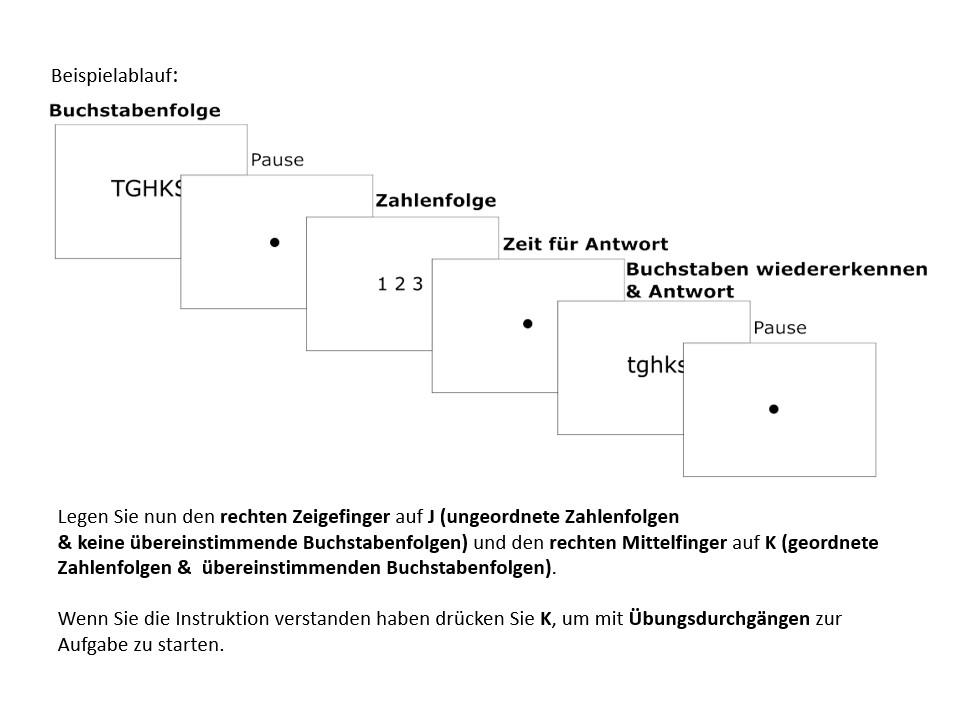 Beispielablauf:
Buchstabenfolge
TGHKS
Pause
Zahlenfolge
1 2 3
Zeit für Antwort
Buchstaben wiedererkennen
& Antwort
tghks
Pause
Legen Sie nun den rechten Zeigefinger auf J (ungeordnete Zahlenfolgen
& keine übereinstimmende Buchstabenfolgen) und den rechten Mittelfinger auf K (geordnete
Zahlenfolgen & übereinstimmenden Buchstabenfolgen).
Wenn Sie die Instruktion verstanden haben drücken Sie K, um mit Übungsdurchgängen zur
Aufgabe zu starten.